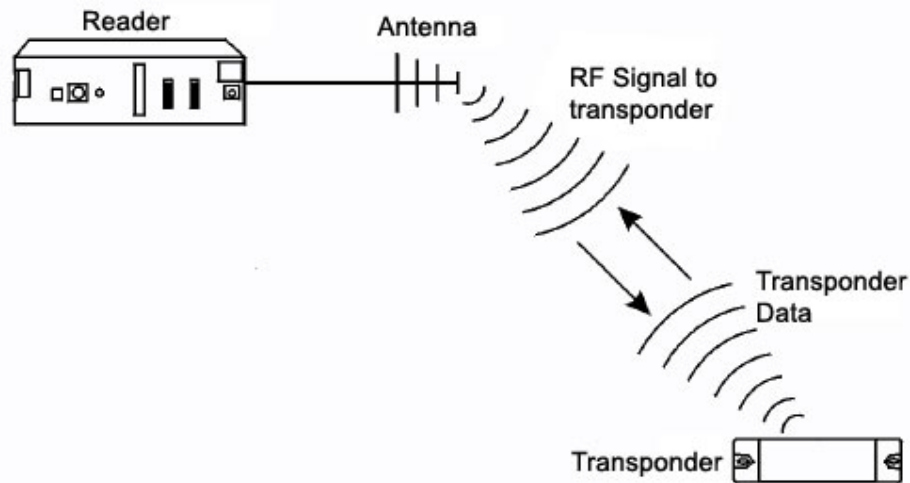 Reader
Antenna
RF Signal to
transponder
Transponder
Data
Transponder